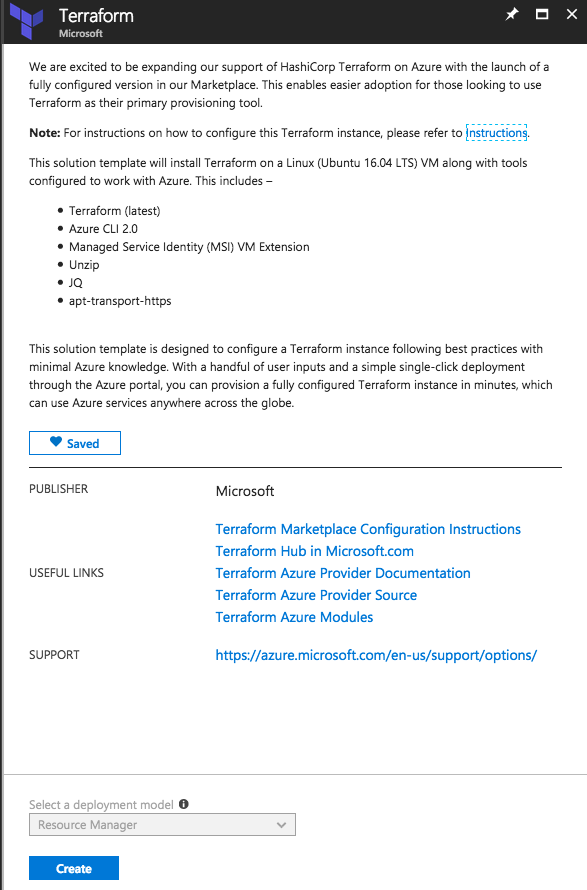 Terraform
Microsoft
We are excited to be expanding our support of HashiCorp Terraform on Azure with the launch of a
fully configured version in our Marketplace. This enables easier adoption for those looking to use
Terraform as their primary provisioning tool.
Note: For instructions on how to configure this Terraform instance, please refer to Instructions.
This solution template will install Terraform on a Linux (Ubuntu 16.04 LTS) VM along with tools
configured to work with Azure. This includes –
• Terraform (latest)
• Azure CLI 2.0
• Managed Service Identity (MSI) VM Extension
• Unzip
• JQ
• apt-transport-https
This solution template is designed to configure a Terraform instance following best practices with
minimal Azure knowledge. With a handful of user inputs and a simple single-click deployment
through the Azure portal, you can provision a fully configured Terraform instance in minutes, which
can use Azure services anywhere across the globe.
Saved
PUBLISHER Microsoft
Terraform Marketplace Configuration Instructions
Terraform Hub in Microsoft.com
USEFUL LINKS Terraform Azure Provider Documentation
Terraform Azure Provider Source
Terraform Azure Modules
SUPPORT https://azure.microsoft.com/en-us/support/options/
Select a deployment model
Resource Manager
Create